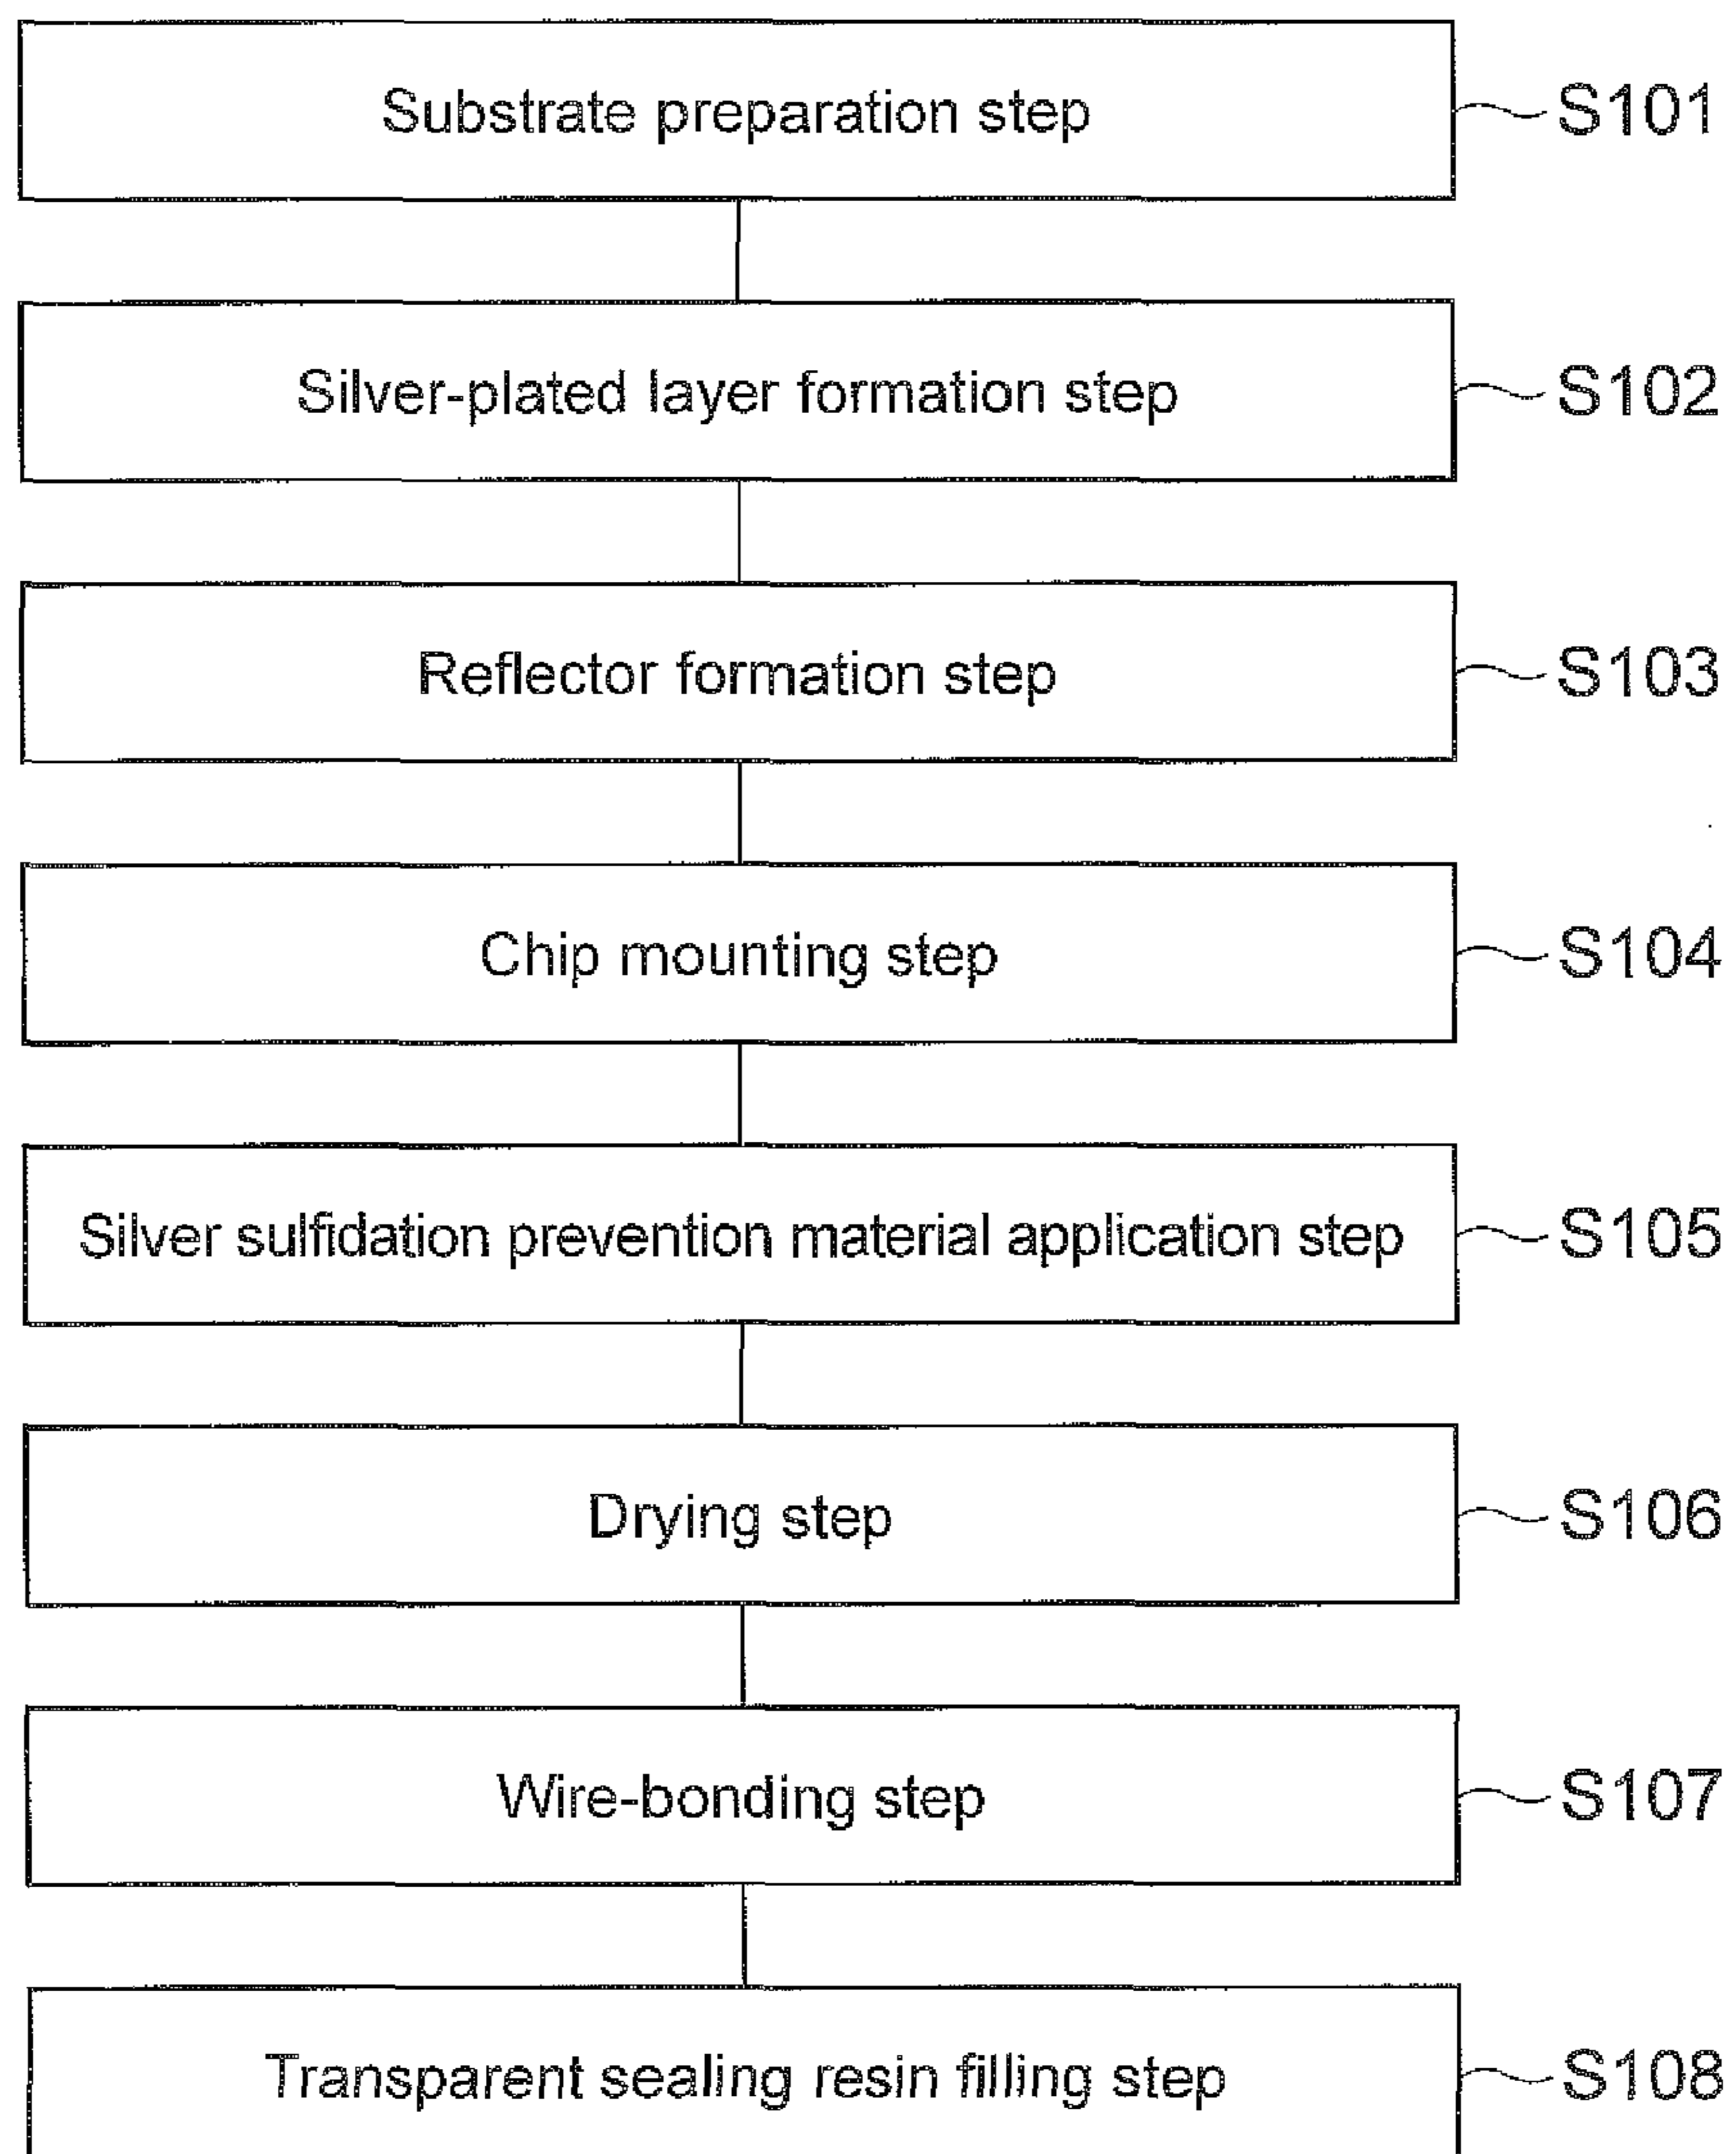 Substrate preparation step S101
Silver-plated layer formation step S102
Reflector formation step S103
Chip mounting step S104
Silver sulfidation prevention material application step S105
Drying step S106
Wire-bonding step S107
Transparent sealing resin filling step S108